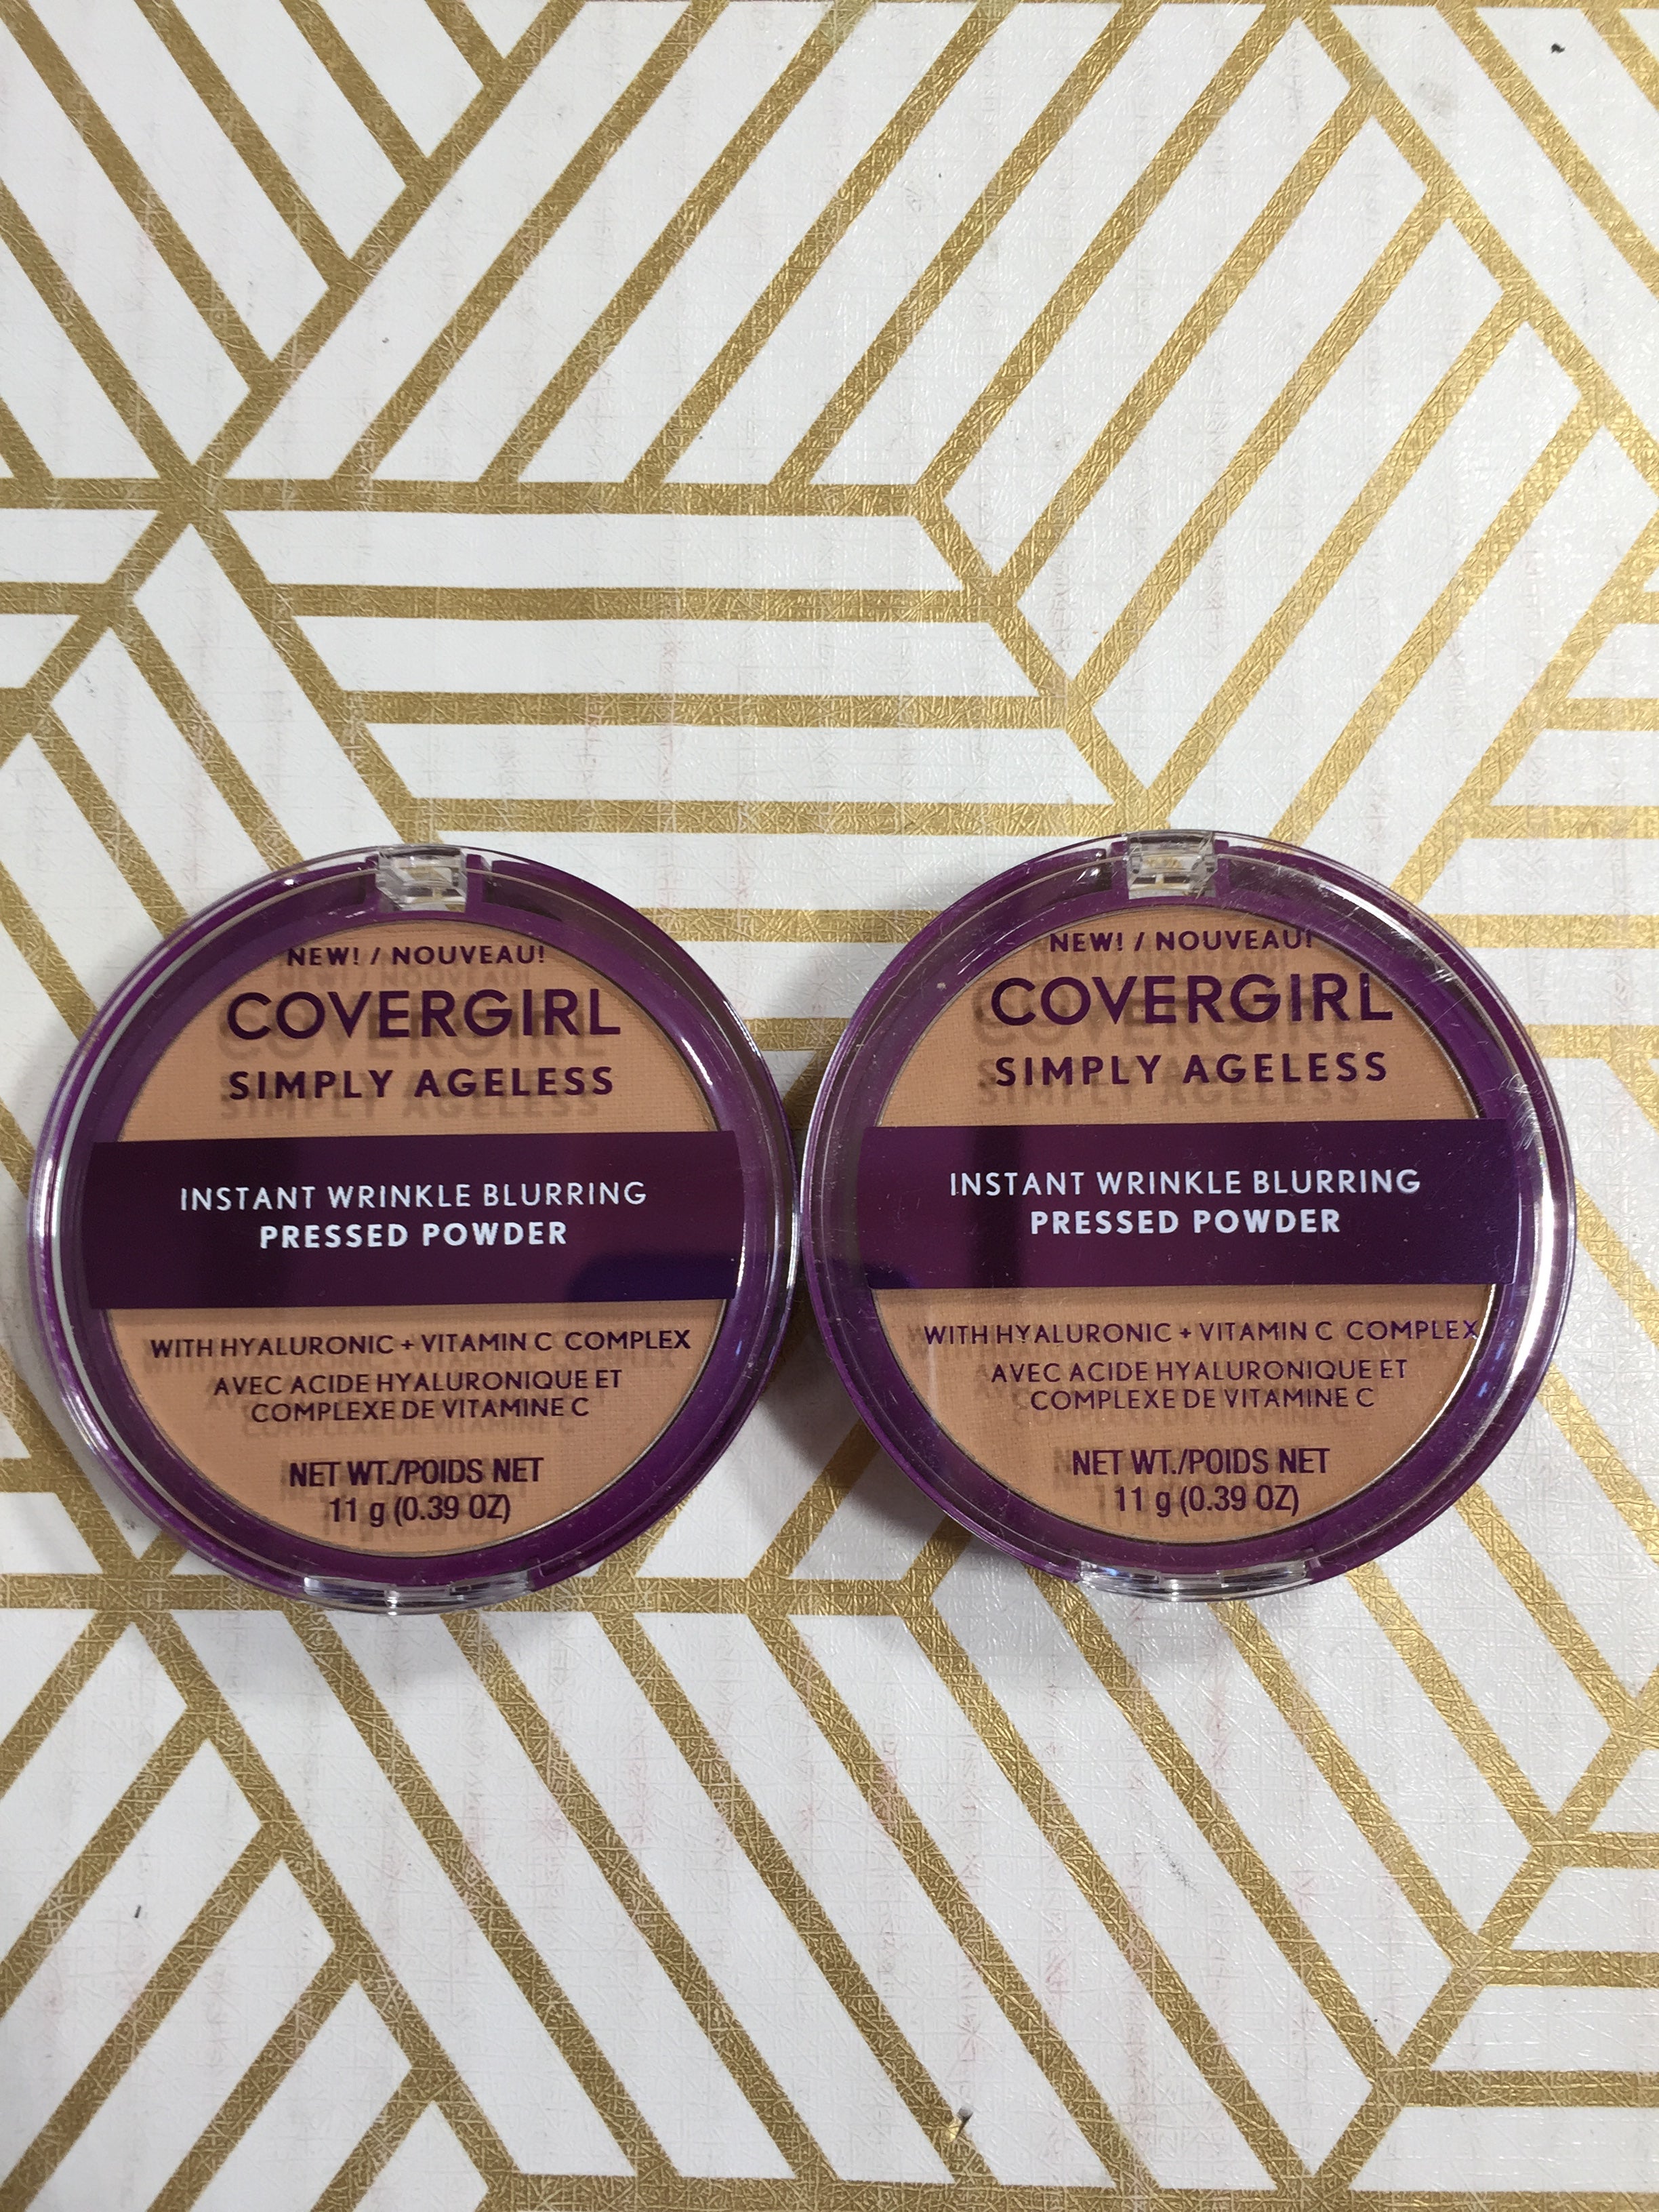 NEW! / NOUVEAU!
COVERGIRL
SIMPLY AGELESS
INSTANT WRINKLE BLURRING
PRESSED POWDER
WITH HYALURONIC + VITAMIN C COMPLEX
AVEC ACIDE HYALURONIQUE ET
COMPLEXE DE VITAMINE C
NET WT./POIDS NET
11 g (0.39 OZ)
NEW! / NOUVEAU!
COVERGIRL
SIMPLY AGELESS
INSTANT WRINKLE BLURRING
PRESSED POWDER
WITH HYALURONIC + VITAMIN C COMPLEX
AVEC ACIDE HYALURONIQUE ET
COMPLEXE DE VITAMINE C
NET WT./POIDS NET
11 g (0.39 OZ)